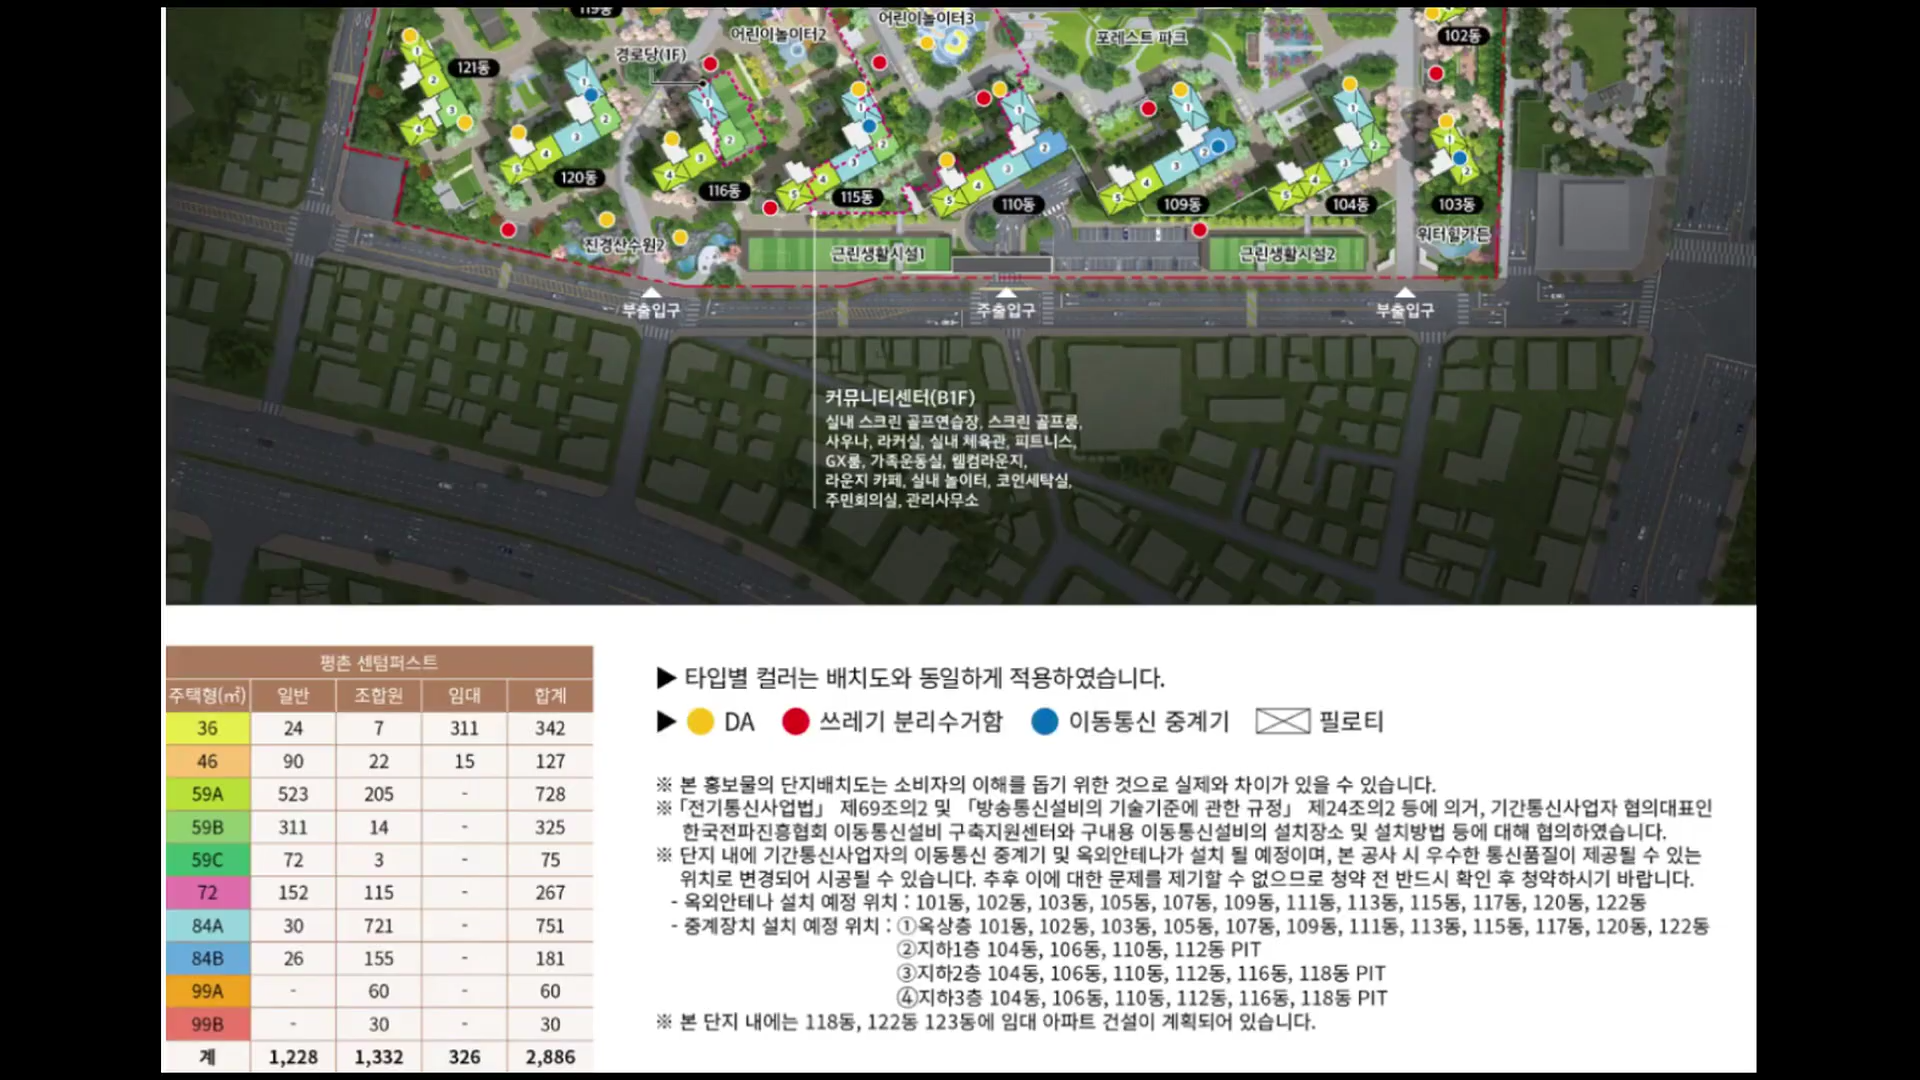 119동
어린이놀이터3
어린이놀이터2
포레스트 파크
102동
경로당(1F)
121동
120동
116동
115동
110동
109동
104동
103동
진경산수원2
근린생활시설1
근린생활시설2
워터힐가든
부출입구
주출입구
부출입구
커뮤니티센터(B1F)
실내 스크린 골프연습장, 스크린 골프룸,
사우나, 라커실, 실내 체육관, 피트니스,
GX룸, 가족운동실, 웰컴라운지,
라운지 카페, 실내 놀이터, 코인세탁실,
주민회의실, 관리사무소
평촌 센텀퍼스트
주택형(㎡) 일반 조합원 임대 합계
36 24 7 311 342
46 90 22 15 127
59A 523 205 - 728
59B 311 14 - 325
59C 72 3 - 75
72 152 115 - 267
84A 30 721 - 751
84B 26 155 - 181
99A - 60 - 60
99B - 30 - 30
계 1,228 1,332 326 2,886
▶ 타입별 컬러는 배치도와 동일하게 적용하였습니다.
▶ DA 쓰레기 분리수거함 이동통신 중계기 필로티
※ 본 홍보물의 단지배치도는 소비자의 이해를 돕기 위한 것으로 실제와 차이가 있을 수 있습니다.
※ 「전기통신사업법」 제69조의2 및 「방송통신설비의 기술기준에 관한 규정」 제24조의2 등에 의거, 기간통신사업자 협의대표인
한국전파진흥협회 이동통신설비 구축지원센터와 구내용 이동통신설비의 설치장소 및 설치방법 등에 대해 협의하였습니다.
※ 단지 내에 기간통신사업자의 이동통신 중계기 및 옥외안테나가 설치 될 예정이며, 본 공사 시 우수한 통신품질이 제공될 수 있는
위치로 변경되어 시공될 수 있습니다. 추후 이에 대한 문제를 제기할 수 없으므로 청약 전 반드시 확인 후 청약하시기 바랍니다.
- 옥외안테나 설치 예정 위치 : 101동, 102동, 103동, 105동, 107동, 109동, 111동, 113동, 115동, 117동, 120동, 122동
- 중계장치 설치 예정 위치 : ①옥상층 101동, 102동, 103동, 105동, 107동, 109동, 111동, 113동, 115동, 117동, 120동, 122동
②지하1층 104동, 106동, 110동, 112동 PIT
③지하2층 104동, 106동, 110동, 112동, 116동, 118동 PIT
④지하3층 104동, 106동, 110동, 112동, 116동, 118동 PIT
※ 본 단지 내에는 118동, 122동 123동에 임대 아파트 건설이 계획되어 있습니다.